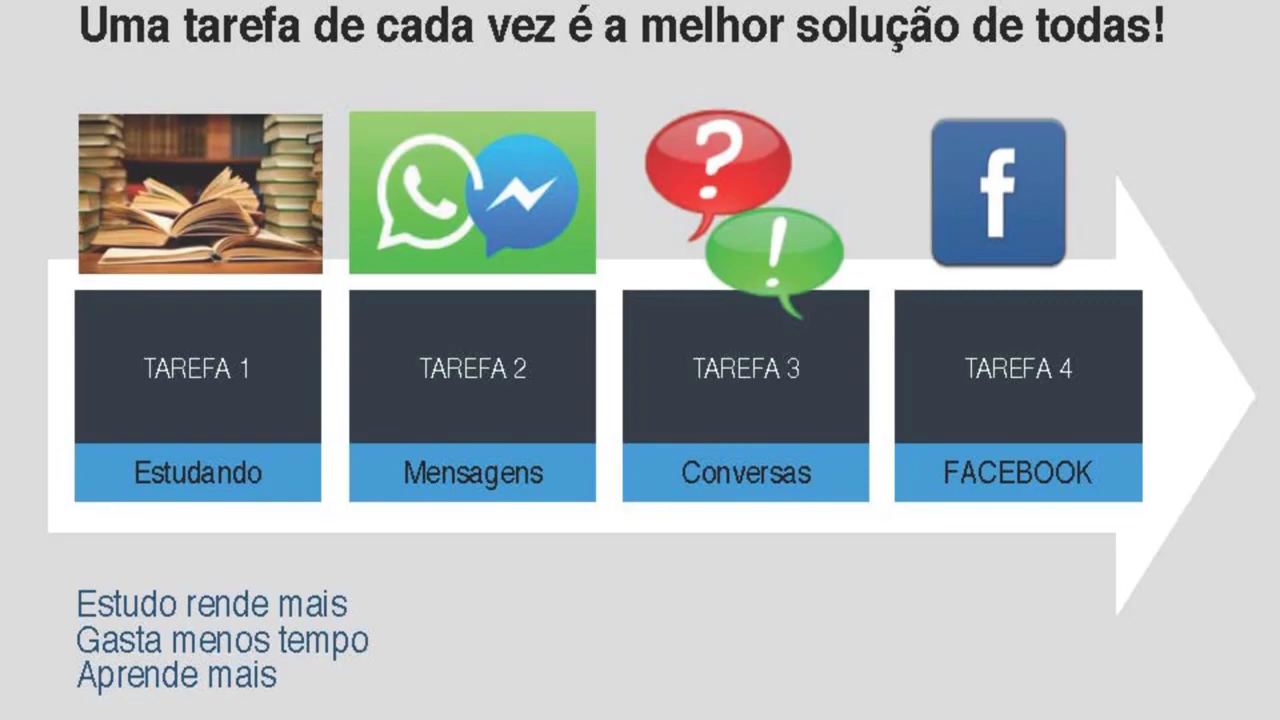 Uma tarefa de cada vez é a melhor solução de todas!
TAREFA 1
TAREFA 2
TAREFA 3
TAREFA 4
Estudando
Mensagens
Conversas
FACEBOOK
Estudo rende mais
Gasta menos tempo
Aprende mais